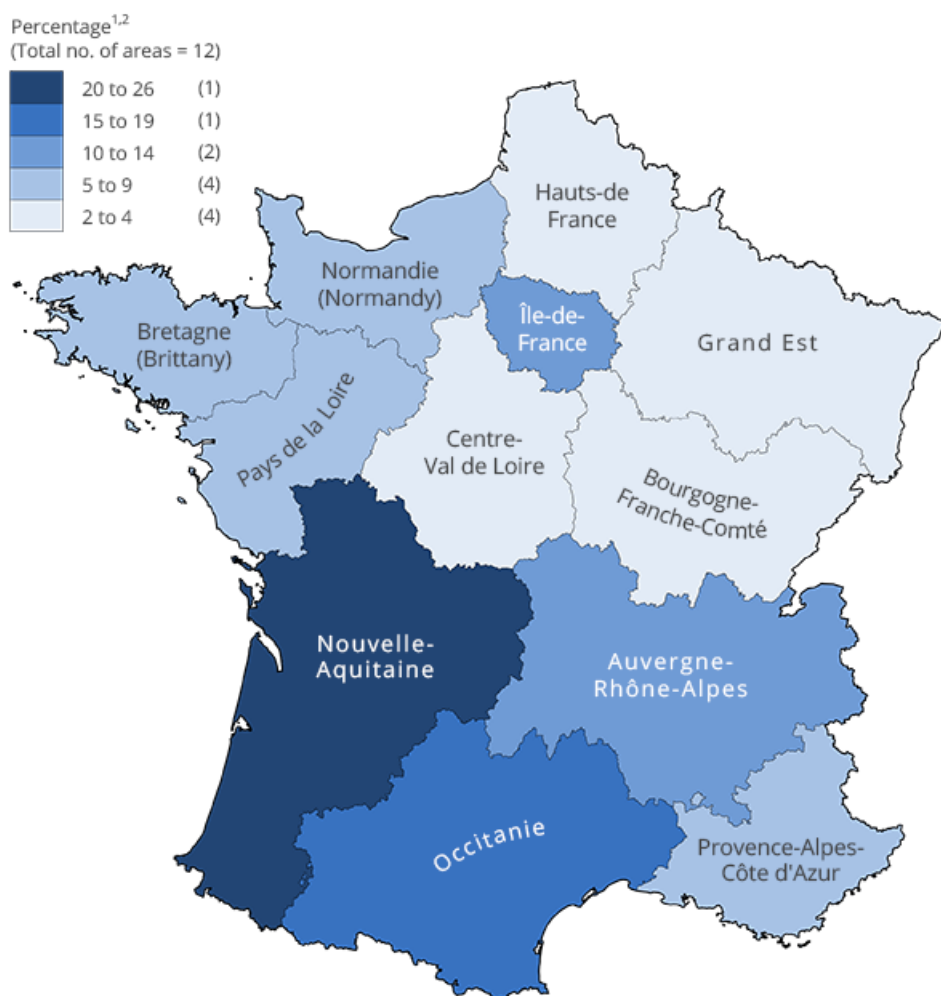 Percentage1,2
(Total no. of areas = 12)
20 to 26 (1)
15 to 19 (1)
10 to 14 (2)
5 to 9 (4)
2 to 4 (4)
Hauts-de
France
Normandie
(Normandy)
Île-de-
France
Bretagne
(Brittany)
Grand Est
Pays de la Loire
Centre-
Val de Loire
Bourgogne-
Franche-Comté
Nouvelle-
Aquitaine
Auvergne-
Rhône-Alpes
Occitanie
Provence-Alpes-
Côte d'Azur